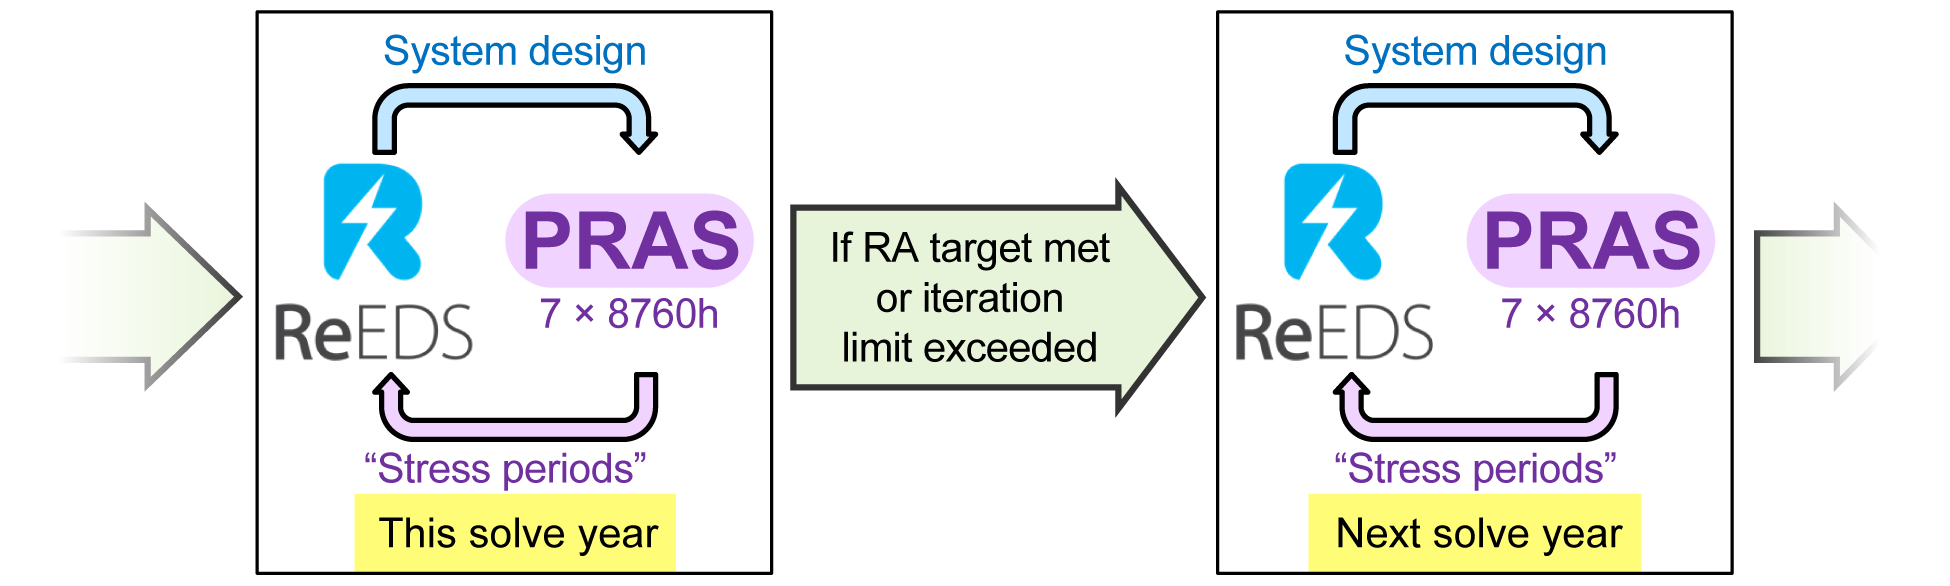 System design
ReEDS
PRAS
7 × 8760h
“Stress periods”
This solve year
If RA target met
or iteration
limit exceeded
System design
ReEDS
PRAS
7 × 8760h
“Stress periods”
Next solve year